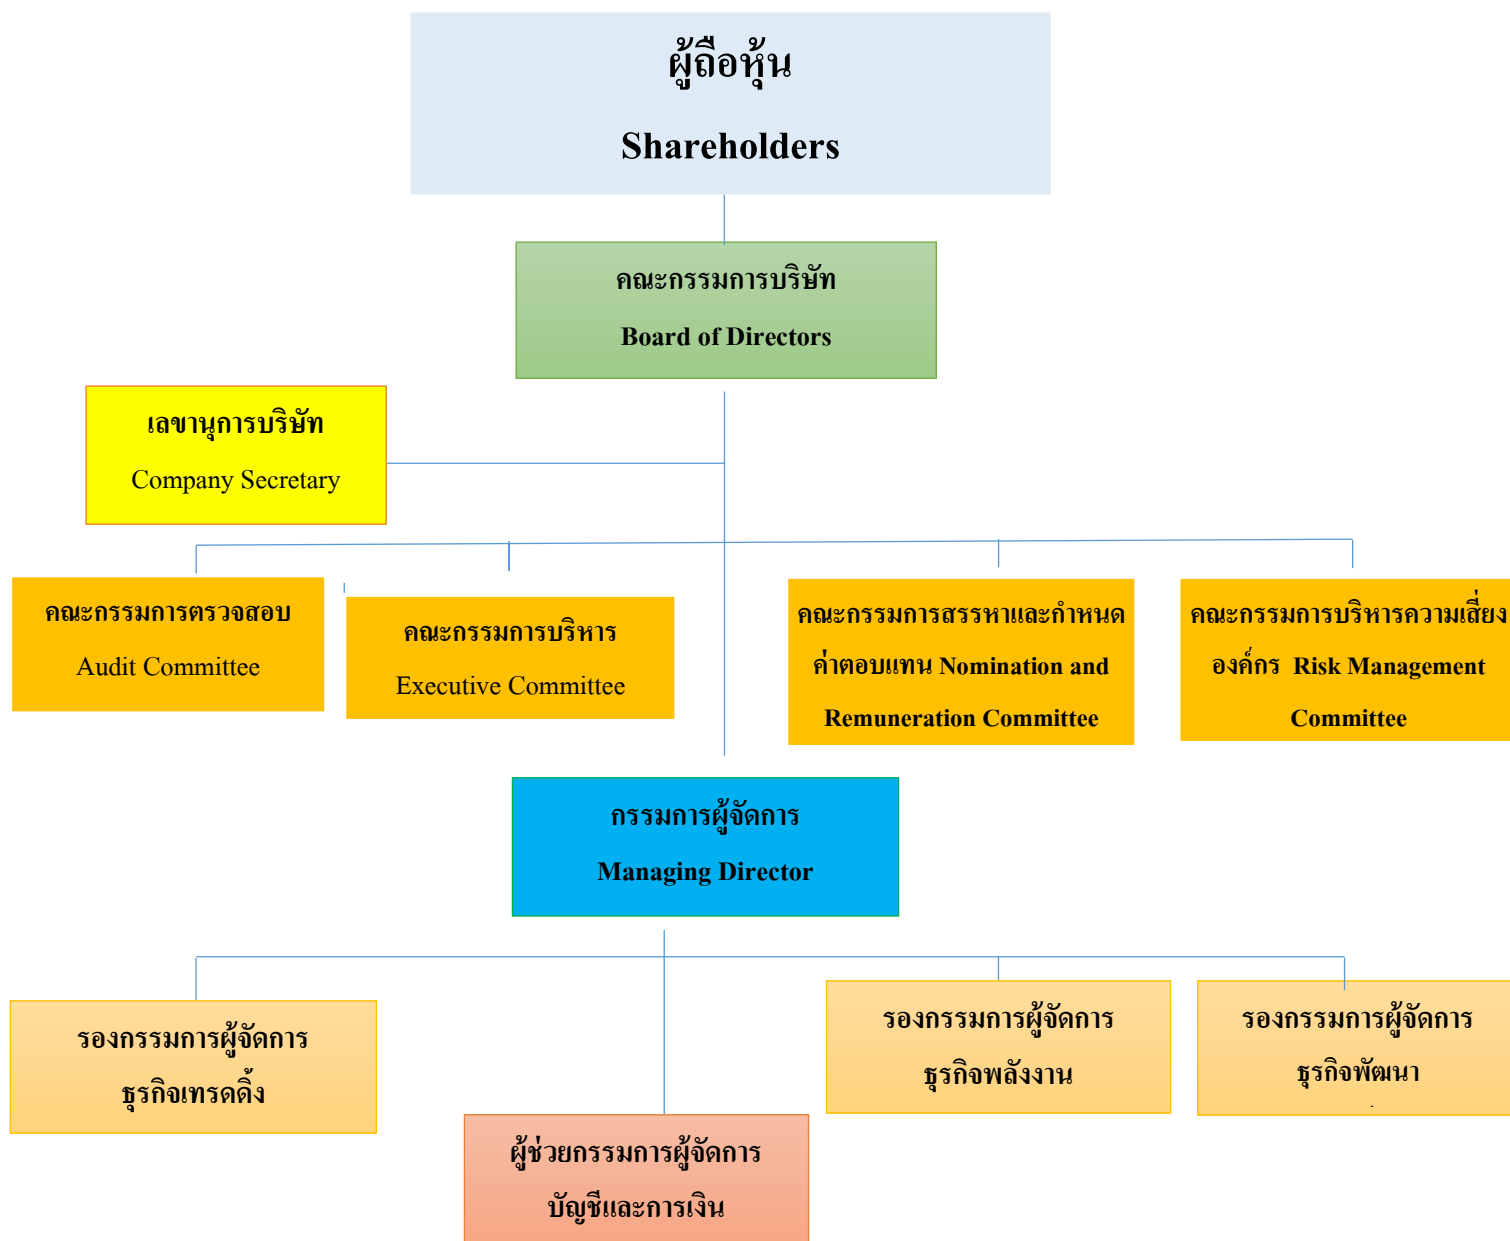 ผู้ถือหุ้น
Shareholders
คณะกรรมการบริษัท
Board of Directors
เลขานุการบริษัท
Company Secretary
คณะกรรมการตรวจสอบ
Audit Committee
คณะกรรมการบริหาร
Executive Committee
คณะกรรมการสรรหาและกำหนด
ค่าตอบแทน Nomination and
Remuneration Committee
คณะกรรมการบริหารความเสี่ยง
องค์กร Risk Management
Committee
กรรมการผู้จัดการ
Managing Director
รองกรรมการผู้จัดการ
ธุรกิจเทรดดิ้ง
ผู้ช่วยกรรมการผู้จัดการ
บัญชีและการเงิน
รองกรรมการผู้จัดการ
ธุรกิจพลังงาน
รองกรรมการผู้จัดการ
ธุรกิจพัฒนา